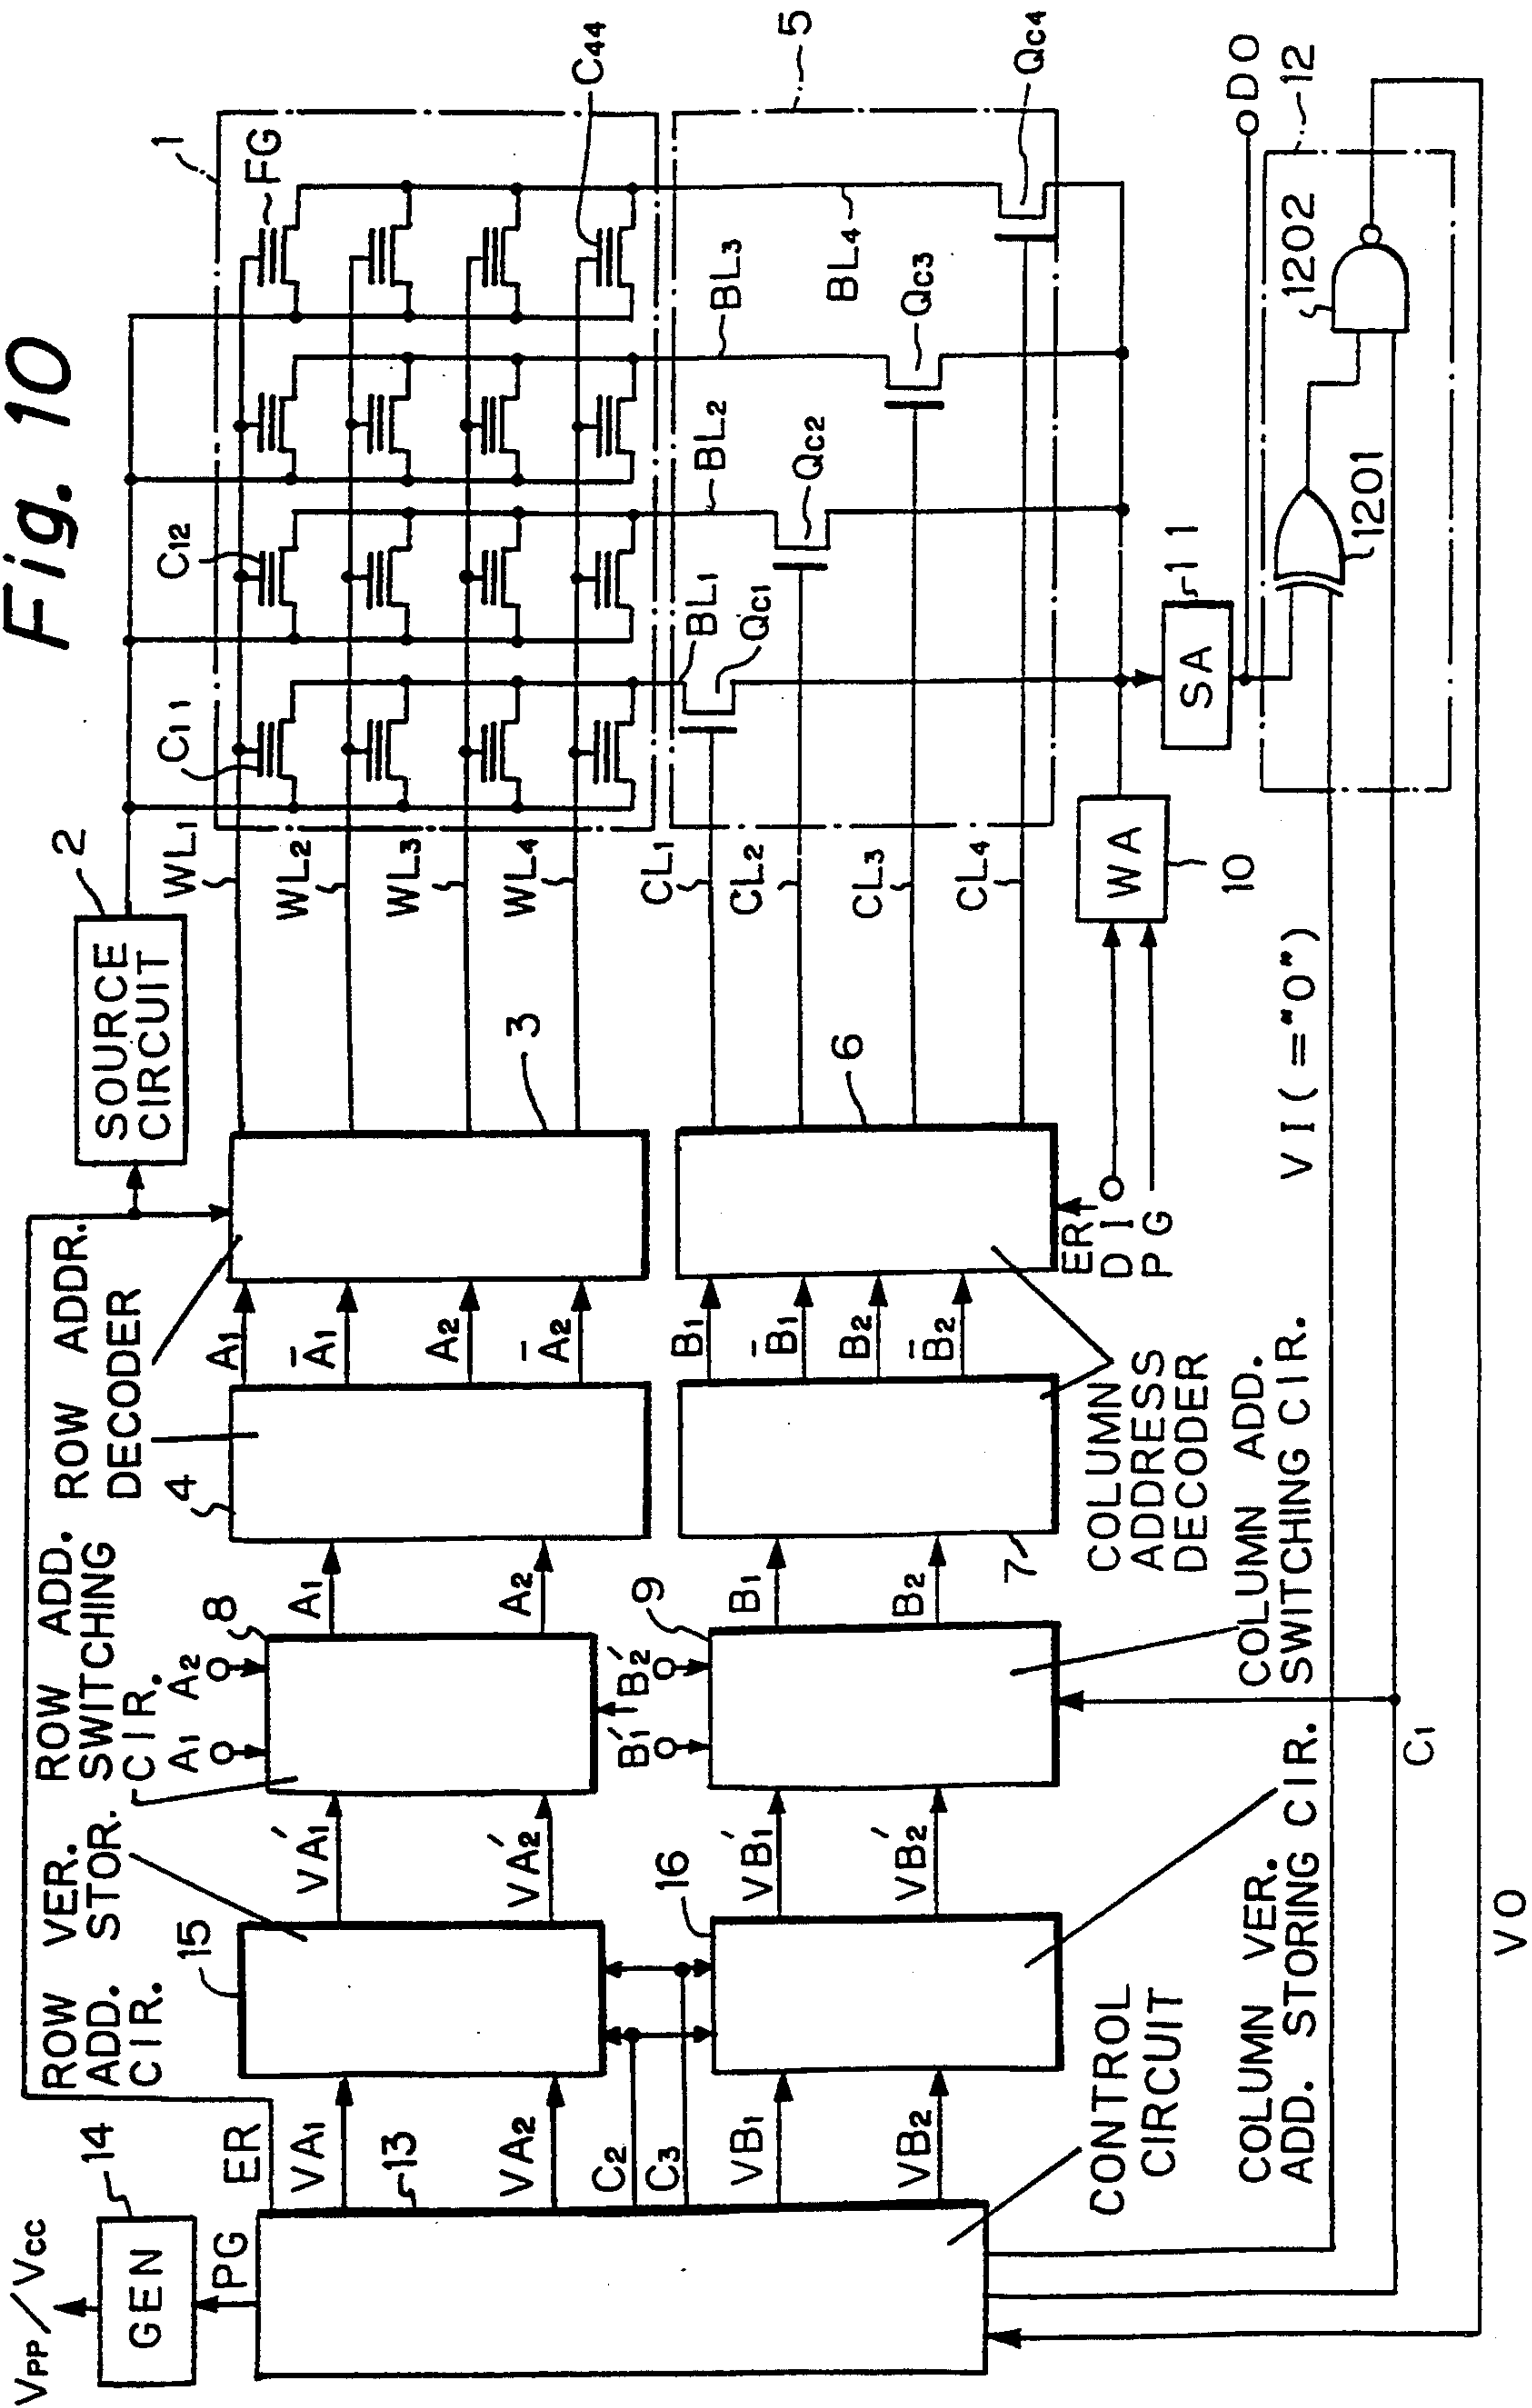 Fig. 10
VPP/VCC
GEN
14
PG
ER
VA1
13
VA2
C2
C3
VB1
VB2
CONTROL
CIRCUIT
ROW VER.
ADD. STOR.
CIR.
15
16
VA1'
VA2'
VB1'
VB2'
COLUMN VER.
ADD. STORING CIR.
ROW ADD.
SWITCHING
CIR.
A1
A2
8
B1'
B2'
9
A1
A2
B1
B2
COLUMN ADD.
SWITCHING CIR.
C1
VO
ROW ADDR.
DECODER
4
7
A1
Ā1
A2
Ā2
B1
B̄1
B2
B̄2
COLUMN
ADDRESS
DECODER
3
6
ER
DI
PG
VI(="0")
SOURCE
CIRCUIT
2
WL1
WL2
WL3
WL4
CL1
CL2
CL3
CL4
WA
10
1
C11
C12
FG
C44
BL1
BL2
BL3
BL4
QC1
QC2
QC3
QC4
5
SA
11
DO
12
1201
1202